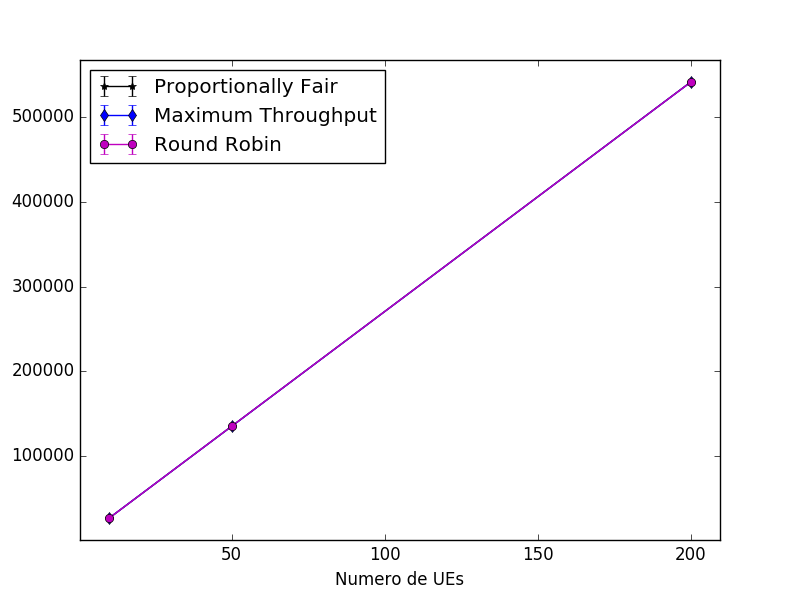 Proportionally Fair
Maximum Throughput
Round Robin
500000
400000
300000
200000
100000
50
100
150
200
Numero de UEs